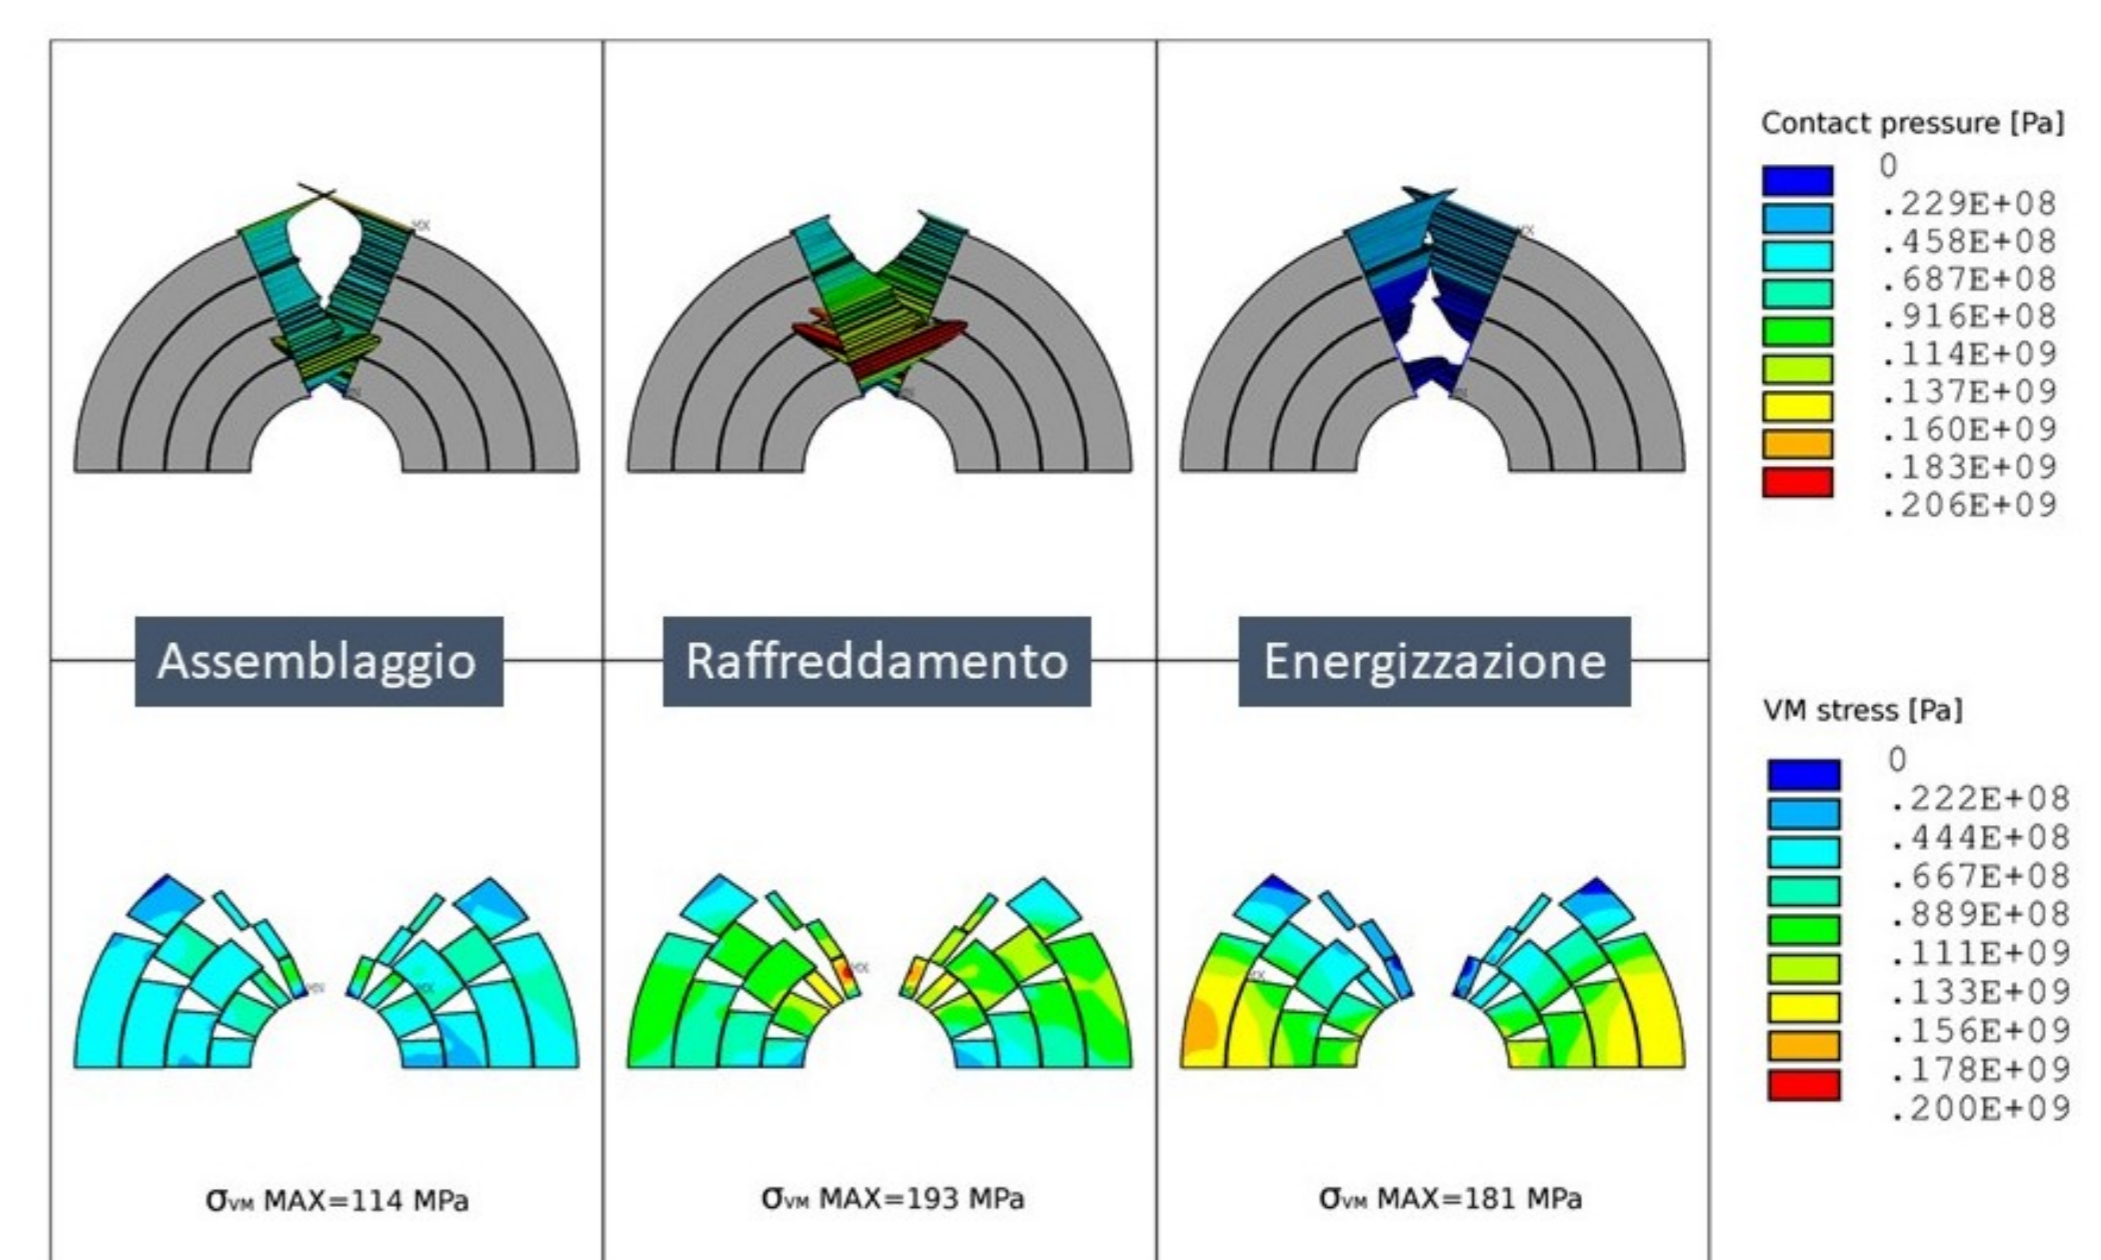 Contact pressure [Pa]
0
.229E+08
.458E+08
.687E+08
.916E+08
.114E+09
.137E+09
.160E+09
.183E+09
.206E+09
Assemblaggio
Raffreddamento
Energizzazione
VM stress [Pa]
0
.222E+08
.444E+08
.667E+08
.889E+08
.111E+09
.133E+09
.156E+09
.178E+09
.200E+09
σVM MAX=114 MPa
σVM MAX=193 MPa
σVM MAX=181 MPa